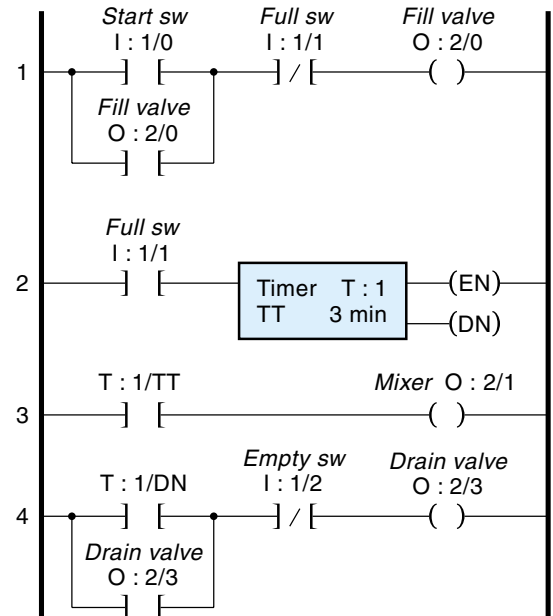 Start sw Full sw Fill valve
I : 1/0 I : 1/1 O : 2/0
1
Fill valve
O : 2/0
Full sw
I : 1/1
2
Timer T : 1
TT 3 min
(EN)
(DN)
T : 1/TT Mixer O : 2/1
3
Empty sw Drain valve
T : 1/DN I : 1/2 O : 2/3
4
Drain valve
O : 2/3